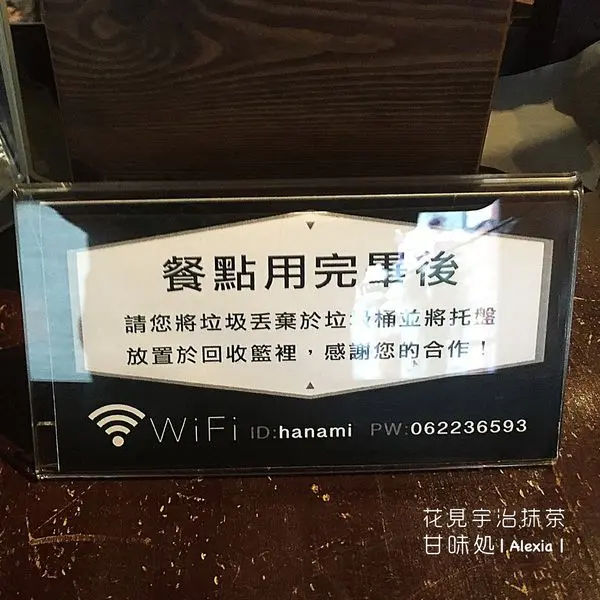 餐點用完畢後
請您將垃圾丟棄於垃圾桶並將托盤
放置於回收籃裡，感謝您的合作！
WiFi ID:hanami PW:062236593
花見宇治抹茶
甘味処 | Alexia |